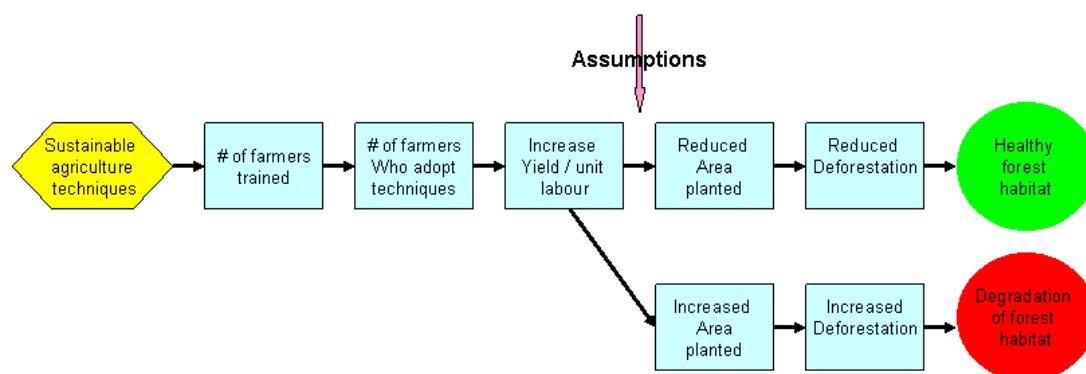 Assumptions
Sustainable
agriculture
techniques
# of farmers
trained
# of farmers
Who adopt
techniques
Increase
Yield / unit
labour
Reduced
Area
planted
Reduced
Deforestation
Healthy
forest
habitat
Increased
Area
planted
Increased
Deforestation
Degradation
of forest
habitat